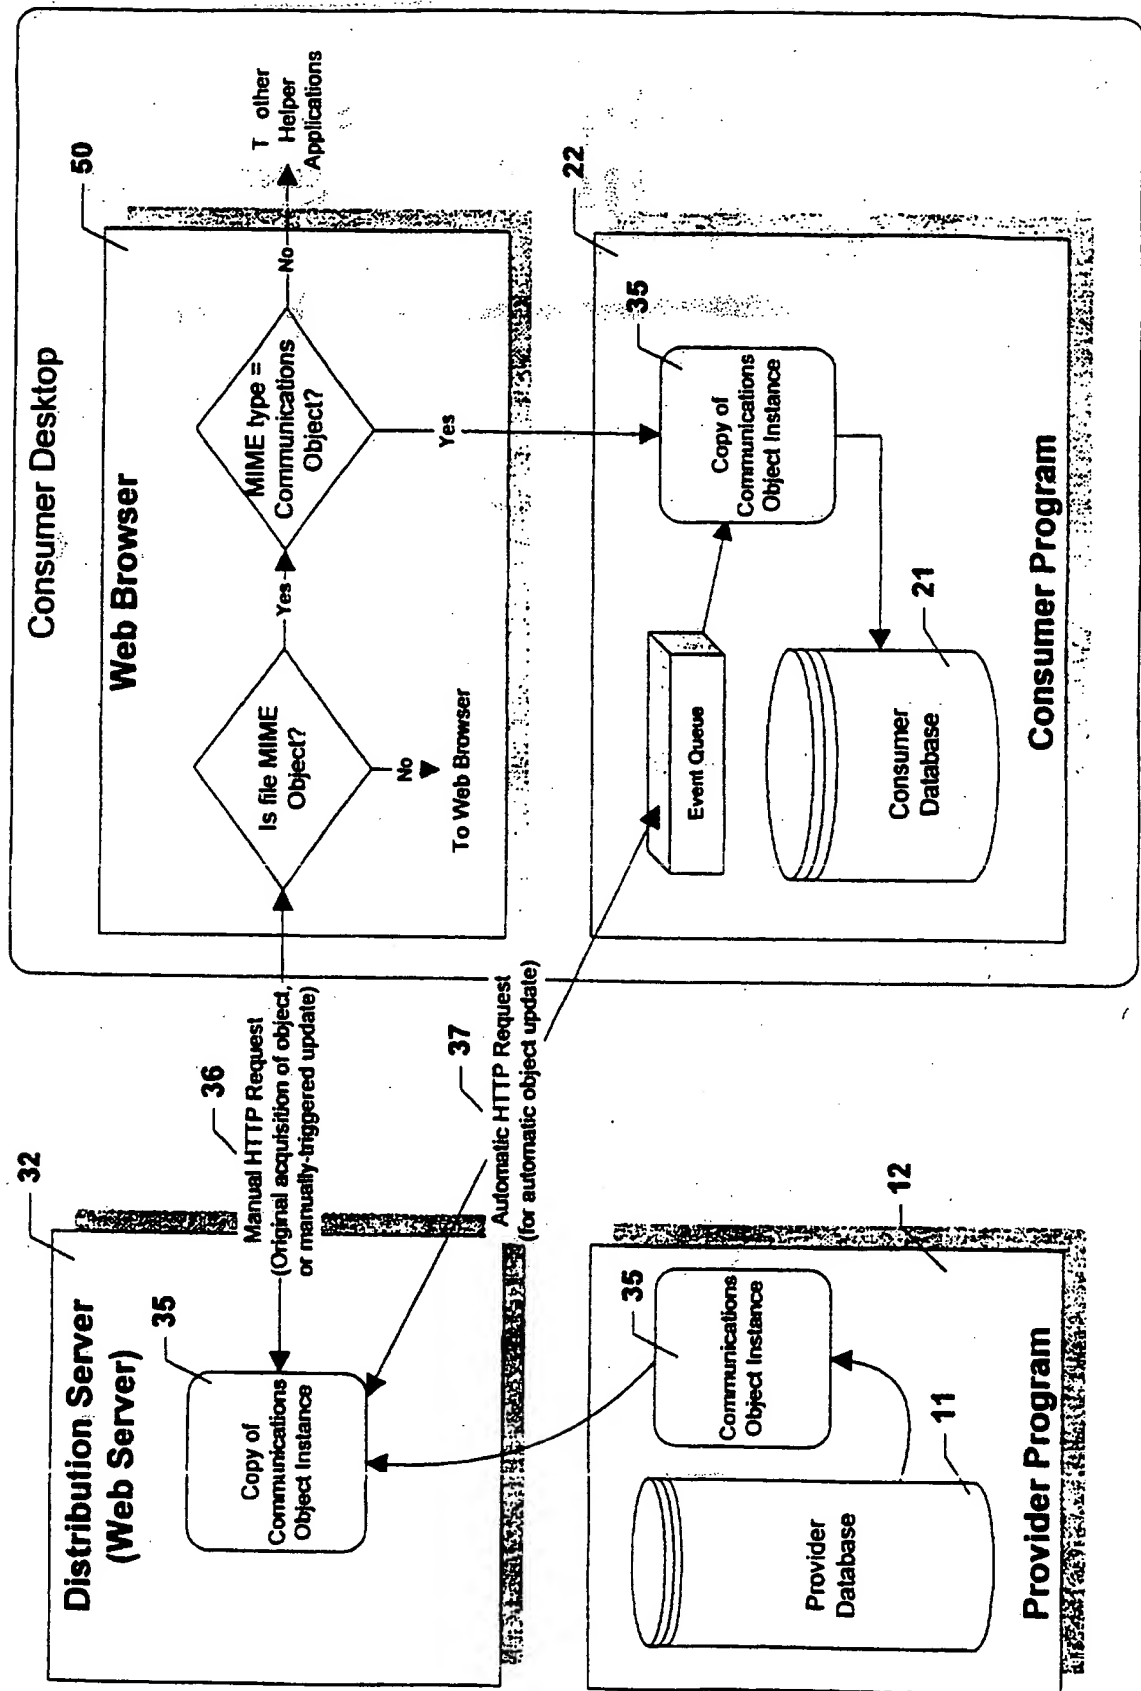 Consumer Desktop
Distribution Server
(Web Server)
32
35
Copy of
Communications
Object Instance
36
Manual HTTP Request
(Original acquisition of object,
or manually-triggered update)
37
Automatic HTTP Request
(for automatic object update)
Web Browser
50
Is file MIME
Object?
No
To Web Browser
Yes
MIME type =
Communications
Object?
No
T other
Helper
Applications
Yes
Provider Program
12
Provider
Database
11
35
Communications
Object Instance
Consumer Program
22
Event Queue
35
Copy of
Communications
Object Instance
Consumer
Database
21